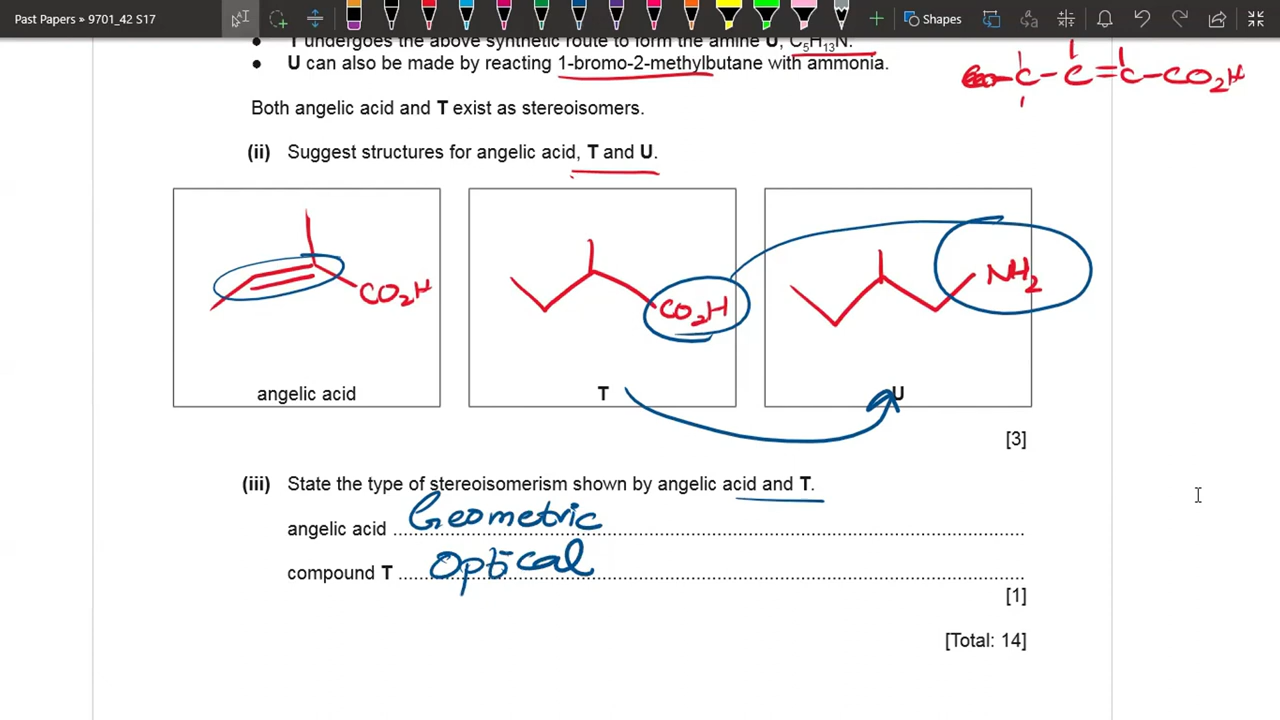 Past Papers » 9701_42 S17
Shapes
• T undergoes the above synthetic route to form the amine U, C5H13N.
• U can also be made by reacting 1-bromo-2-methylbutane with ammonia.
C – C = C – CO2H
Both angelic acid and T exist as stereoisomers.
(ii) Suggest structures for angelic acid, T and U.
CO2H
CO2H
NH2
angelic acid
T
U
[3]
(iii) State the type of stereoisomerism shown by angelic acid and T.
angelic acid Geometric
compound T Optical
[1]
[Total: 14]